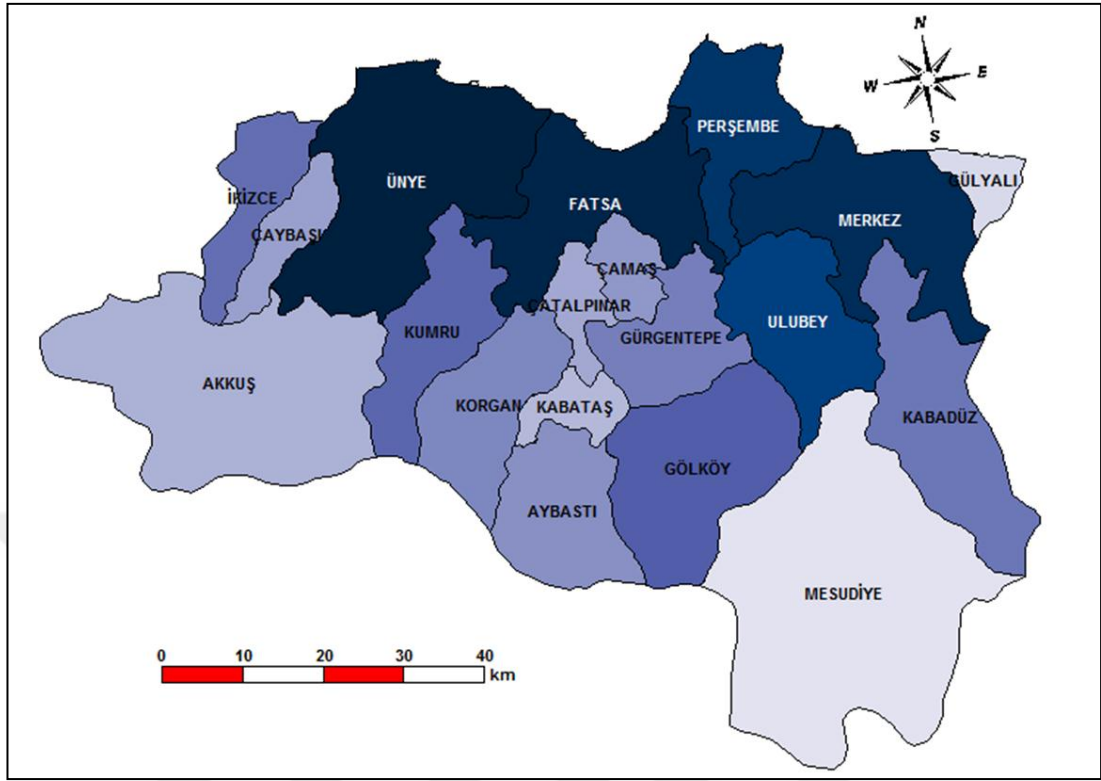 N
W E
S
PERŞEMBE
GÜLYALI
ÜNYE
İKİZCE
FATSA
MERKEZ
ÇAYBAŞI
ÇAMAŞ
ÇATALPINAR
ULUBEY
KUMRU
GÜRGENTEPE
AKKUŞ
KORGAN
KABATAŞ
KABADÜZ
GÖLKÖY
AYBASTI
MESUDİYE
0 10 20 30 40
km